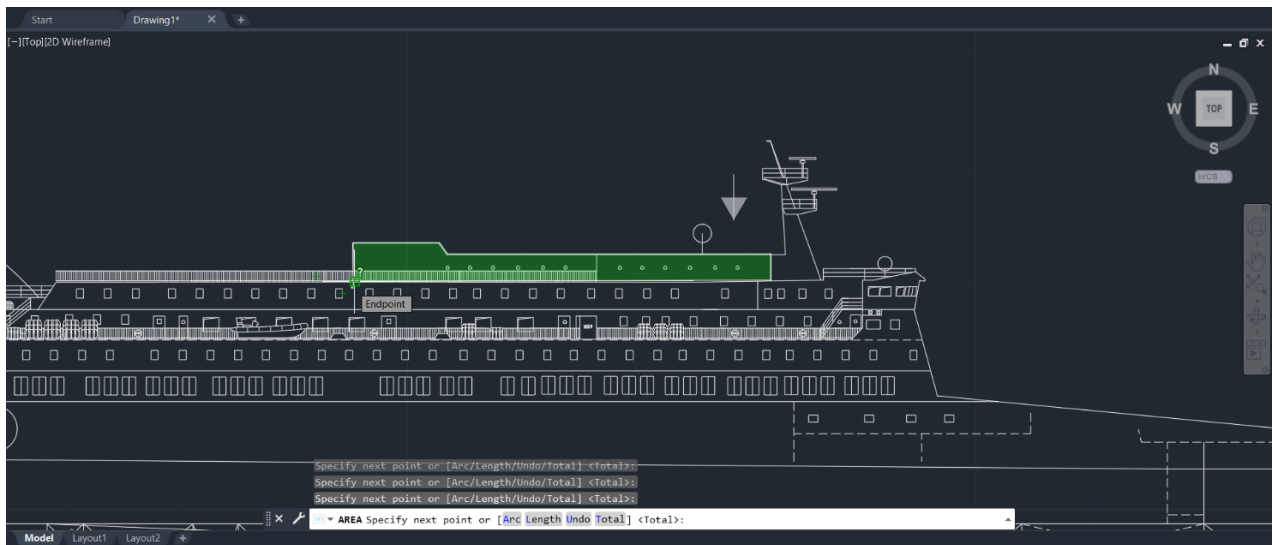 Start Drawing1* × +
[−][Top][2D Wireframe]
N
W TOP E
S
WCS
?
Endpoint
Specify next point or [Arc/Length/Undo/Total] <Total>:
Specify next point or [Arc/Length/Undo/Total] <Total>:
Specify next point or [Arc/Length/Undo/Total] <Total>:
AREA Specify next point or [Arc Length Undo Total] <Total>:
Model Layout1 Layout2 +